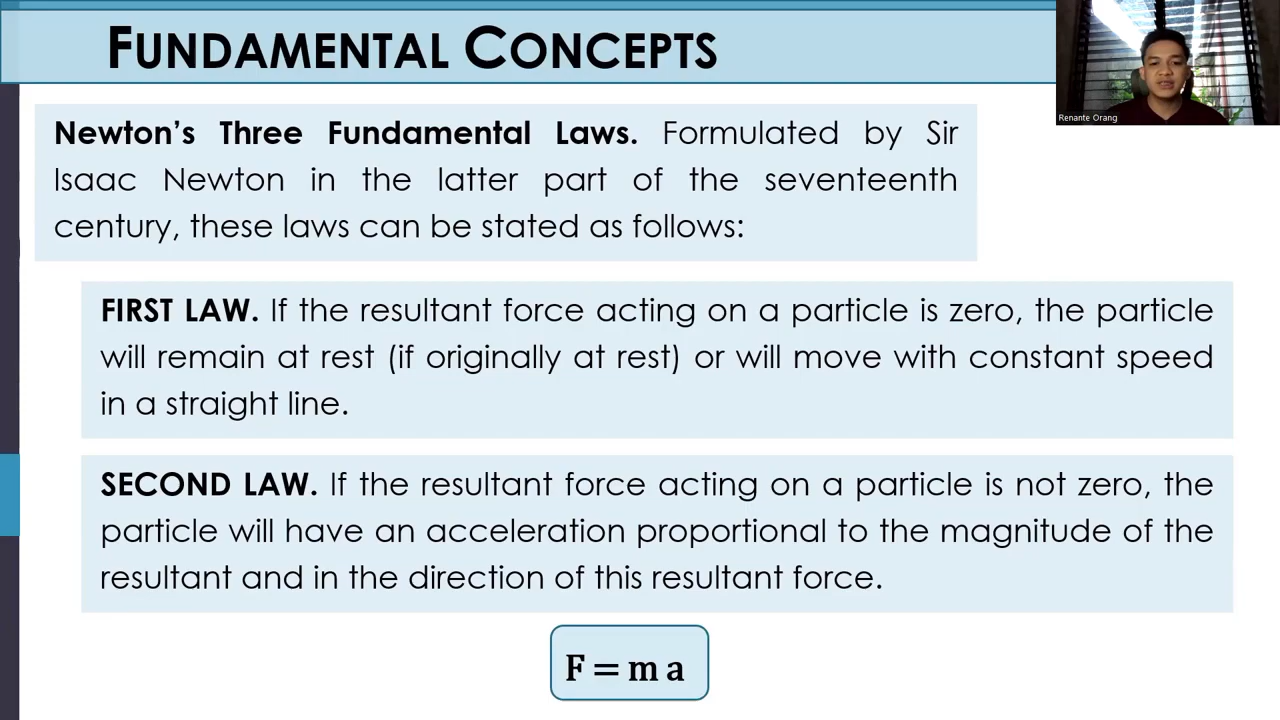 FUNDAMENTAL CONCEPTS
Renante Orang
Newton's Three Fundamental Laws. Formulated by Sir
Isaac Newton in the latter part of the seventeenth
century, these laws can be stated as follows:
FIRST LAW. If the resultant force acting on a particle is zero, the particle
will remain at rest (if originally at rest) or will move with constant speed
in a straight line.
SECOND LAW. If the resultant force acting on a particle is not zero, the
particle will have an acceleration proportional to the magnitude of the
resultant and in the direction of this resultant force.
F = m a